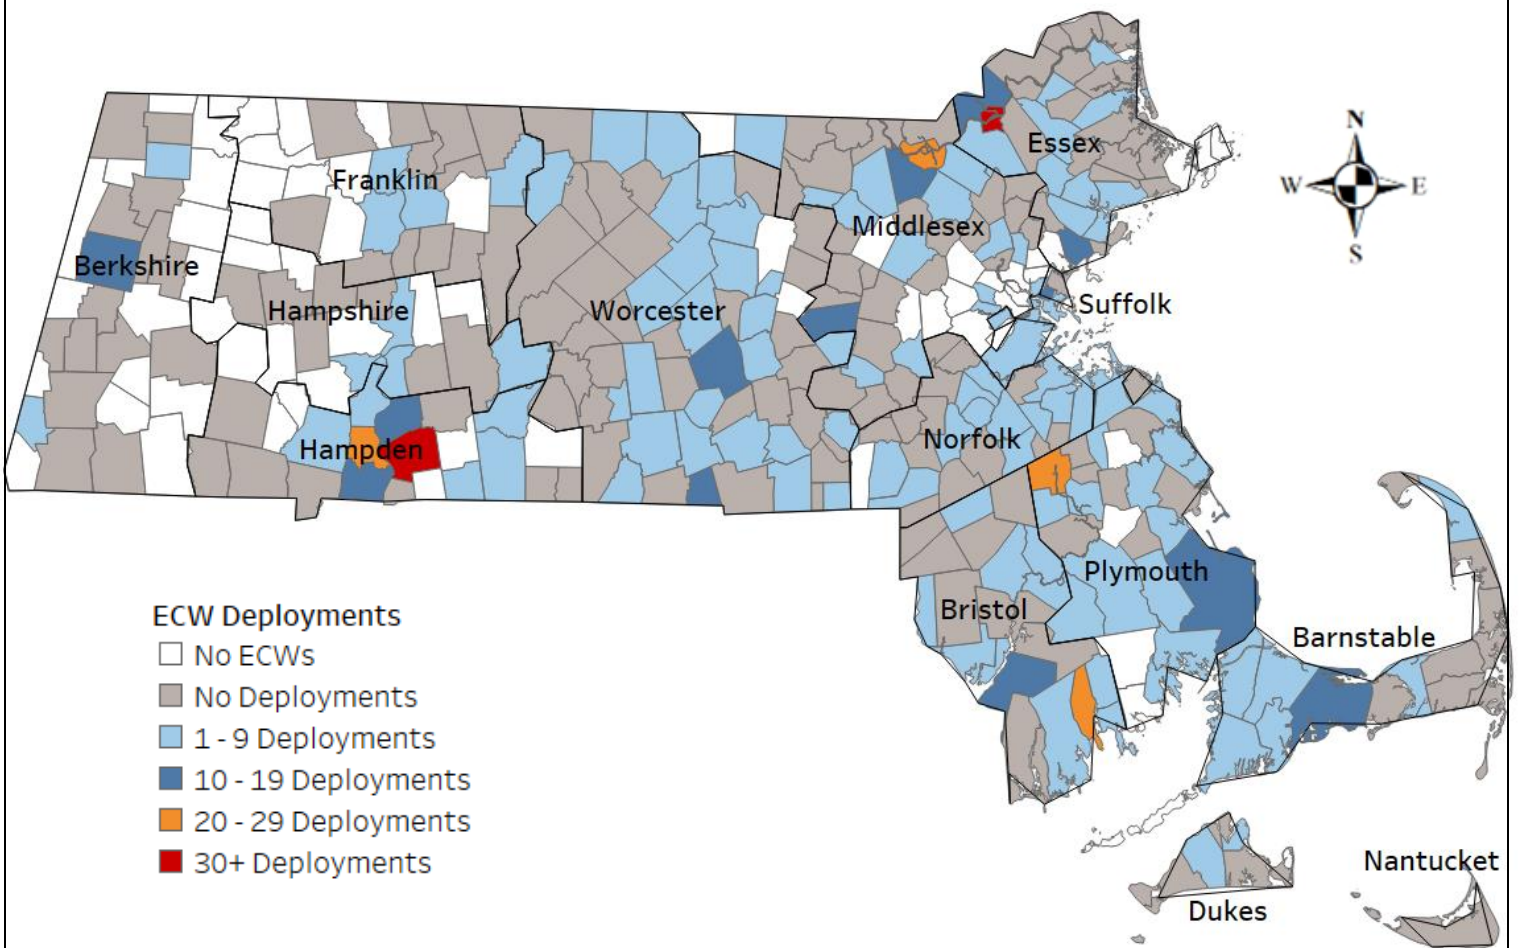 N
W E
S
Essex
Franklin
Middlesex
Berkshire
Hampshire
Worcester
Suffolk
Hampden
Norfolk
Plymouth
Bristol
Barnstable
Nantucket
Dukes
ECW Deployments
No ECWs
No Deployments
1 - 9 Deployments
10 - 19 Deployments
20 - 29 Deployments
30+ Deployments